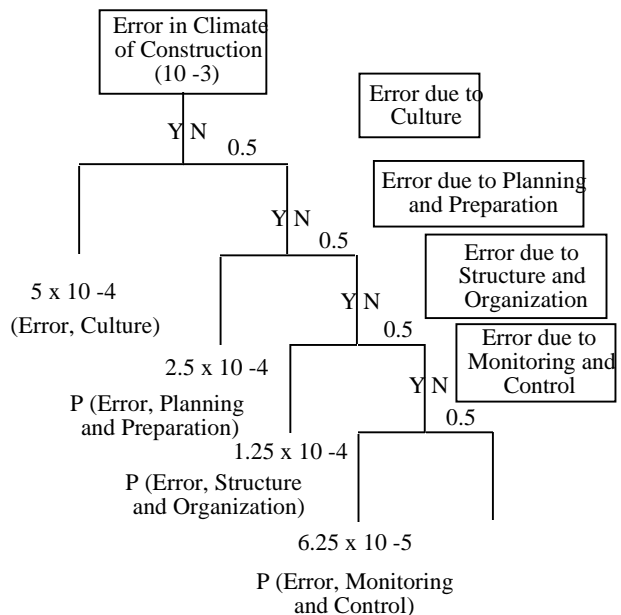 Error in Climate
of Construction
(10 -3)
Error due to
Culture
Y N
0.5
Error due to Planning
and Preparation
Y N
0.5
5 x 10 -4
(Error, Culture)
Error due to
Structure and
Organization
Y N
0.5
2.5 x 10 -4
P (Error, Planning
and Preparation)
Error due to
Monitoring and
Control
Y N
0.5
1.25 x 10 -4
P (Error, Structure
and Organization)
6.25 x 10 -5
P (Error, Monitoring
and Control)